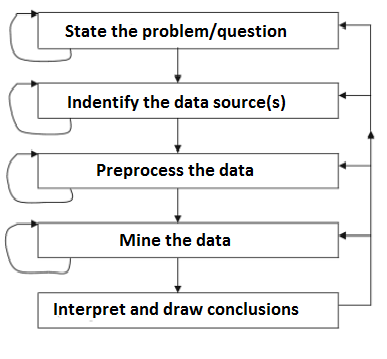 State the problem/question
Indentify the data source(s)
Preprocess the data
Mine the data
Interpret and draw conclusions